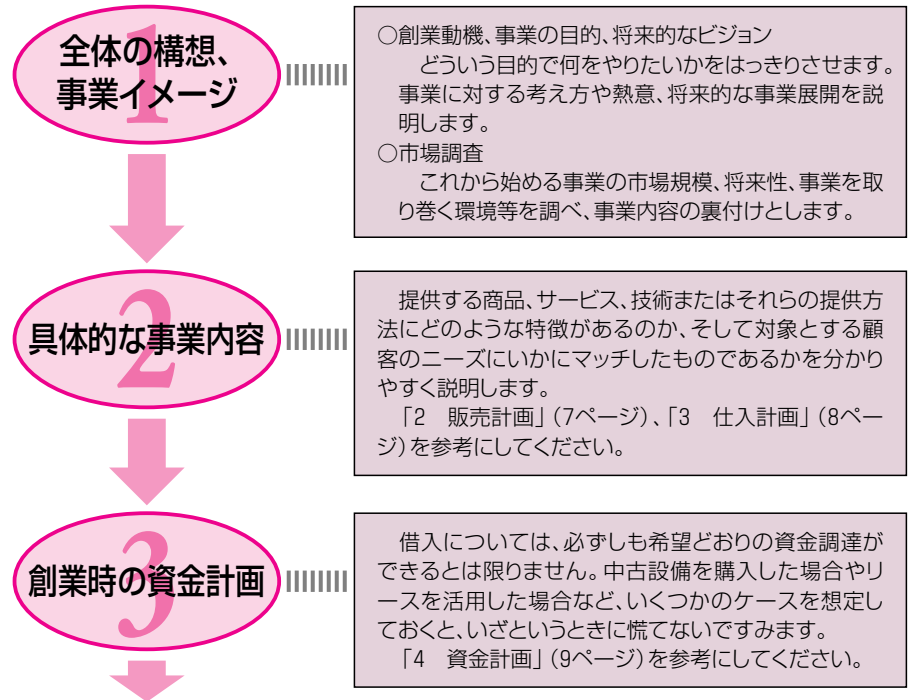 1
全体の構想、
事業イメージ
○創業動機、事業の目的、将来的なビジョン
どういう目的で何をやりたいかをはっきりさせます。
事業に対する考え方や熱意、将来的な事業展開を説
明します。
○市場調査
これから始める事業の市場規模、将来性、事業を取
り巻く環境等を調べ、事業内容の裏付けとします。
2
具体的な事業内容
提供する商品、サービス、技術またはそれらの提供方
法にどのような特徴があるのか、そして対象とする顧
客のニーズにいかにマッチしたものであるかを分かり
やすく説明します。
「2　販売計画」（7ページ）、「3　仕入計画」（8ペー
ジ）を参考にしてください。
3
創業時の資金計画
借入については、必ずしも希望どおりの資金調達が
できるとは限りません。中古設備を購入した場合やリ
ースを活用した場合など、いくつかのケースを想定し
ておくと、いざというときに慌てないですみます。
「4　資金計画」（9ページ）を参考にしてください。